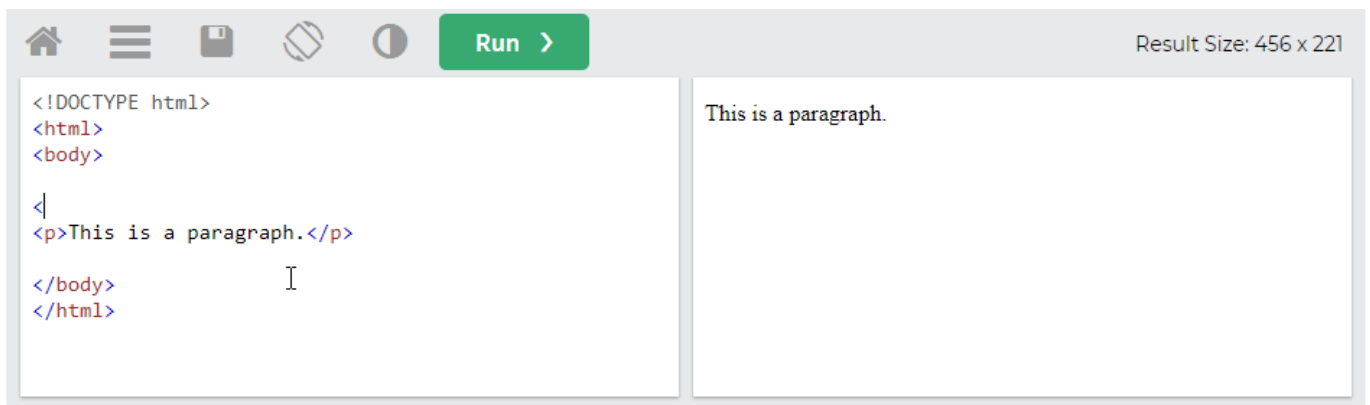 Run ❯
Result Size: 456 x 221
<!DOCTYPE html>
<html>
<body>
<
<p>This is a paragraph.</p>
</body>
</html>
This is a paragraph.